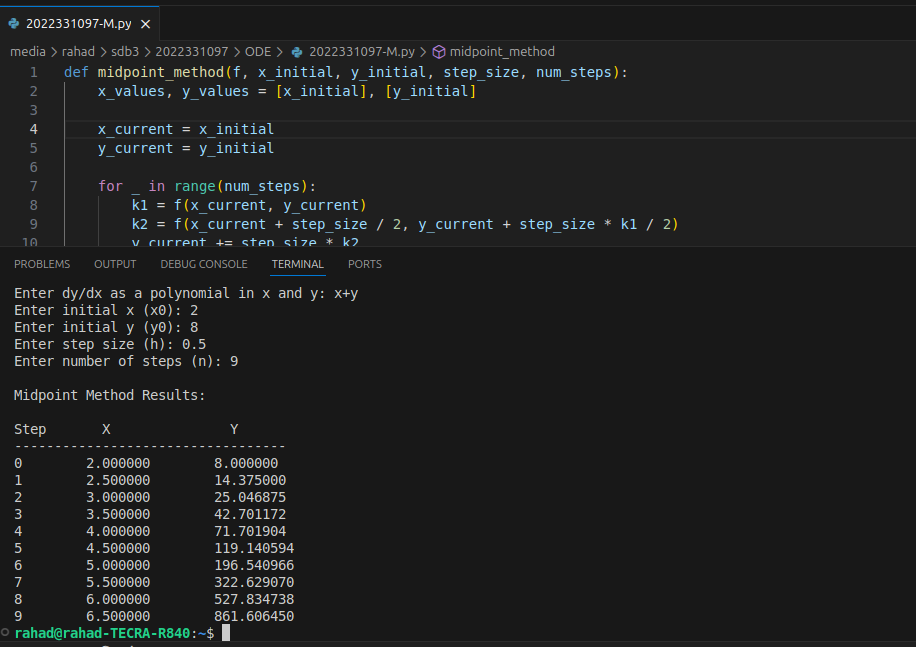 2022331097-M.py ×
media > rahad > sdb3 > 2022331097 > ODE > 2022331097-M.py > midpoint_method
1 def midpoint_method(f, x_initial, y_initial, step_size, num_steps):
2 x_values, y_values = [x_initial], [y_initial]
3
4 x_current = x_initial
5 y_current = y_initial
6
7 for _ in range(num_steps):
8 k1 = f(x_current, y_current)
9 k2 = f(x_current + step_size / 2, y_current + step_size * k1 / 2)
10 y_current += step_size * k2
PROBLEMS OUTPUT DEBUG CONSOLE TERMINAL PORTS
Enter dy/dx as a polynomial in x and y: x+y
Enter initial x (x0): 2
Enter initial y (y0): 8
Enter step size (h): 0.5
Enter number of steps (n): 9
Midpoint Method Results:
Step X Y
----------------------------------
0 2.000000 8.000000
1 2.500000 14.375000
2 3.000000 25.046875
3 3.500000 42.701172
4 4.000000 71.701904
5 4.500000 119.140594
6 5.000000 196.540966
7 5.500000 322.629070
8 6.000000 527.834738
9 6.500000 861.606450
rahad@rahad-TECRA-R840:~$